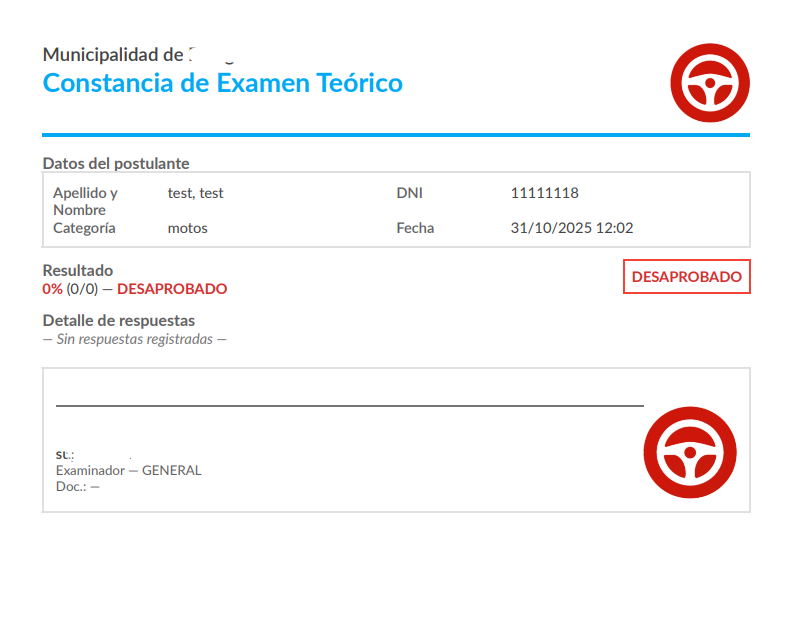 Municipalidad de
Constancia de Examen Teórico
Datos del postulante
Apellido y Nombre test, test DNI 11111118
Categoría motos Fecha 31/10/2025 12:02
Resultado
0% (0/0) — DESAPROBADO
DESAPROBADO
Detalle de respuestas
— Sin respuestas registradas —
Examinador — GENERAL
Doc.: —